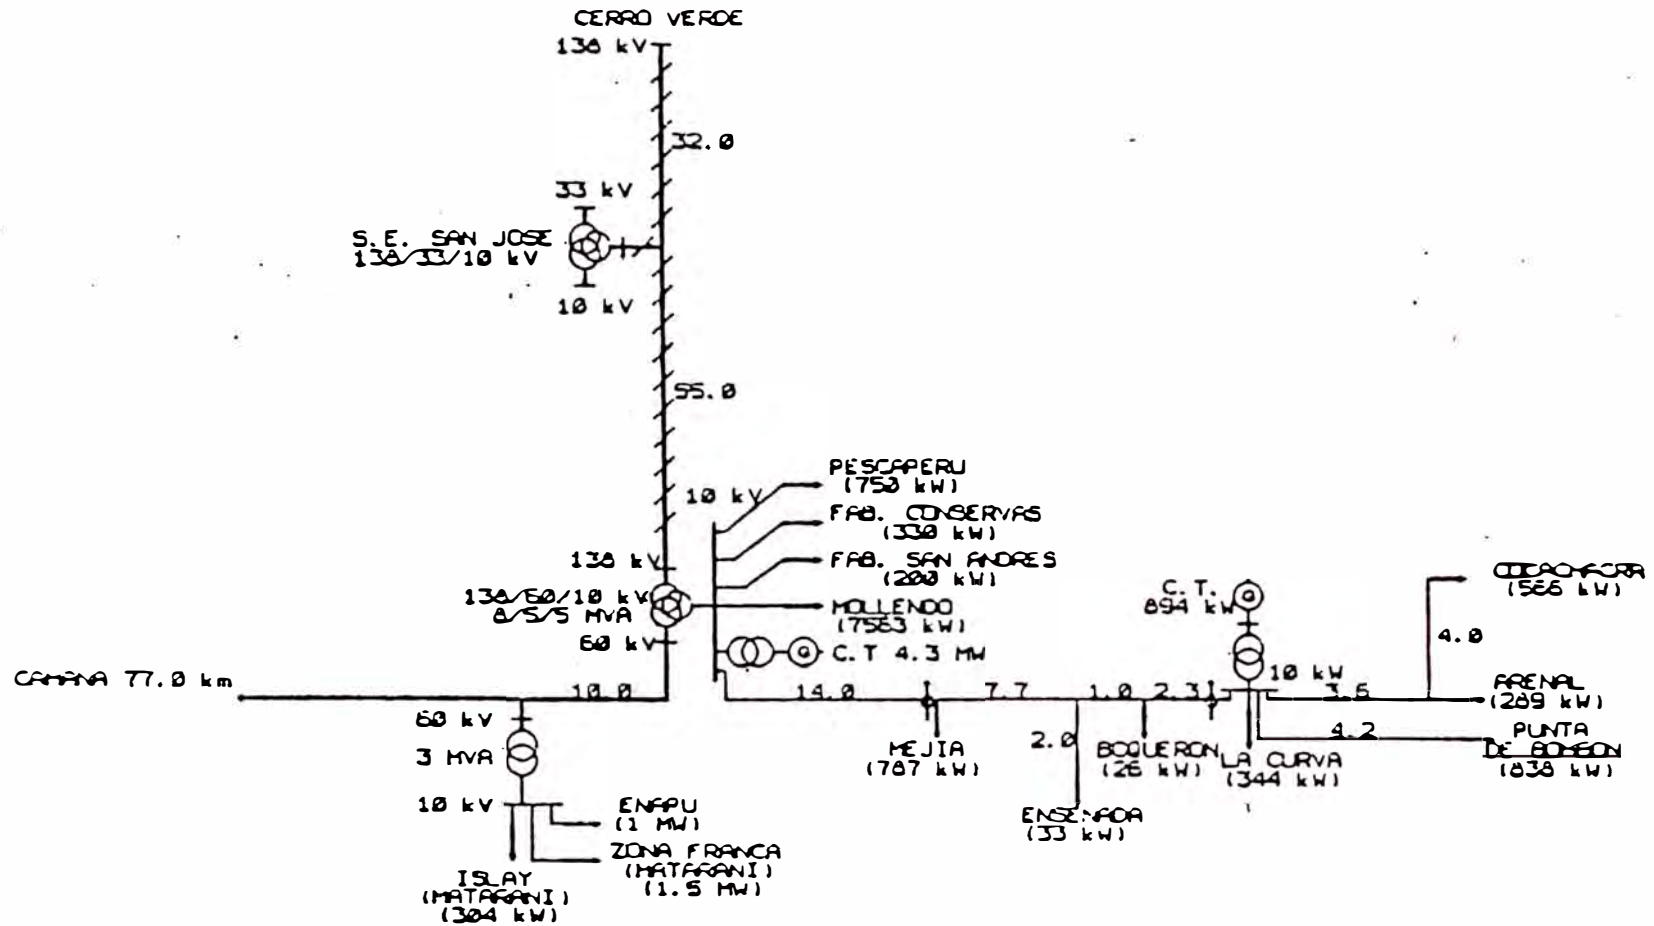 CERRO VERDE
138 kV
32.0
33 kV
S.E. SAN JOSE
138/33/10 kV
10 kV
55.0
PESCAPERU
(750 kW)
10 kV
FAB. CONSERVAS
(330 kW)
138 kV
FAB. SAN ANDRES
(200 kW)
138/60/10 kV
8/5/5 MVA
MOLLENDO
(7563 kW)
60 kV
C.T 4.3 MW
C.T.
894 kW
(566 kW)
4.0
10 kW
CAMANA 77.0 km
10.0
14.0
7.7
1.0
2.3
3.6
ARENAL
(289 kW)
60 kV
3 MVA
MEJIA
(787 kW)
2.0
BOQUERON
(26 kW)
LA CURVA
(344 kW)
4.2
PUNTA
DE BOMBON
(838 kW)
10 kV
ENAPU
(1 MW)
ENSENADA
(33 kW)
ZONA FRANCA
(MATARANI)
(1.5 MW)
ISLAY
(MATARANI)
(304 kW)